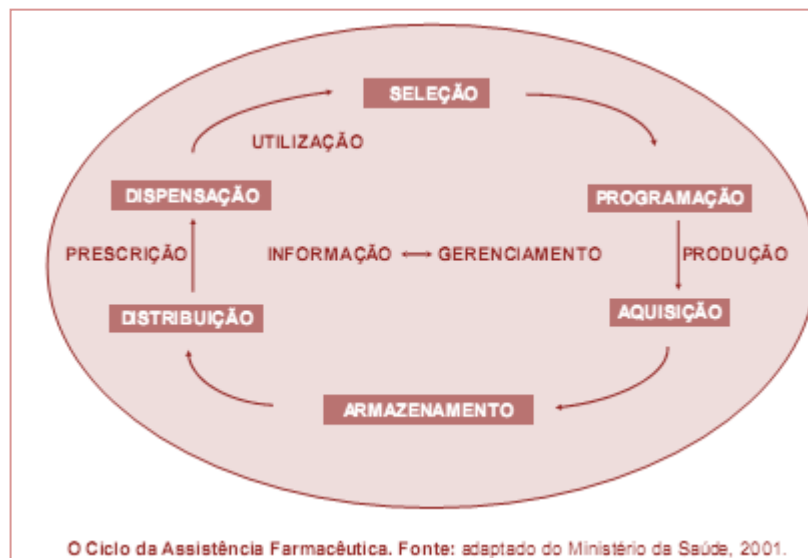 SELEÇÃO
UTILIZAÇÃO
DISPENSAÇÃO
PROGRAMAÇÃO
PRESCRIÇÃO
INFORMAÇÃO
GERENCIAMENTO
PRODUÇÃO
DISTRIBUIÇÃO
AQUISIÇÃO
ARMAZENAMENTO
O Ciclo da Assistência Farmacêutica. Fonte: adaptado do Ministério da Saúde, 2001.